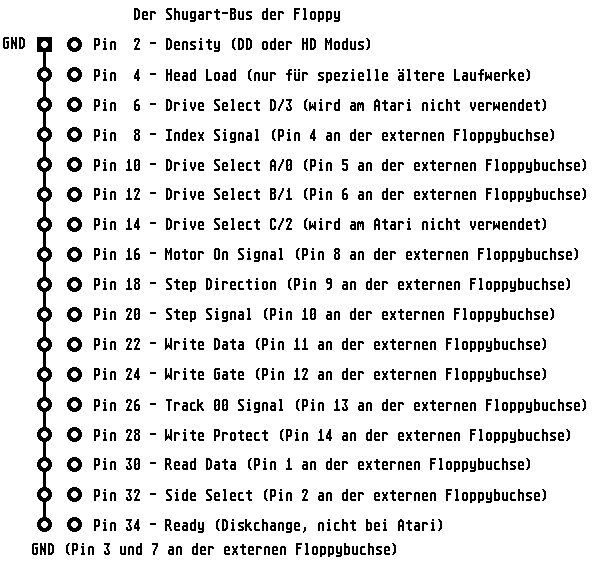 Der Shugart-Bus der Floppy
GND Pin 2 - Density (DD oder HD Modus)
Pin 4 - Head Load (nur für spezielle ältere Laufwerke)
Pin 6 - Drive Select D/3 (wird am Atari nicht verwendet)
Pin 8 - Index Signal (Pin 4 an der externen Floppybuchse)
Pin 10 - Drive Select A/0 (Pin 5 an der externen Floppybuchse)
Pin 12 - Drive Select B/1 (Pin 6 an der externen Floppybuchse)
Pin 14 - Drive Select C/2 (wird am Atari nicht verwendet)
Pin 16 - Motor On Signal (Pin 8 an der externen Floppybuchse)
Pin 18 - Step Direction (Pin 9 an der externen Floppybuchse)
Pin 20 - Step Signal (Pin 10 an der externen Floppybuchse)
Pin 22 - Write Data (Pin 11 an der externen Floppybuchse)
Pin 24 - Write Gate (Pin 12 an der externen Floppybuchse)
Pin 26 - Track 00 Signal (Pin 13 an der externen Floppybuchse)
Pin 28 - Write Protect (Pin 14 an der externen Floppybuchse)
Pin 30 - Read Data (Pin 1 an der externen Floppybuchse)
Pin 32 - Side Select (Pin 2 an der externen Floppybuchse)
Pin 34 - Ready (Diskchange, nicht bei Atari)
GND (Pin 3 und 7 an der externen Floppybuchse)